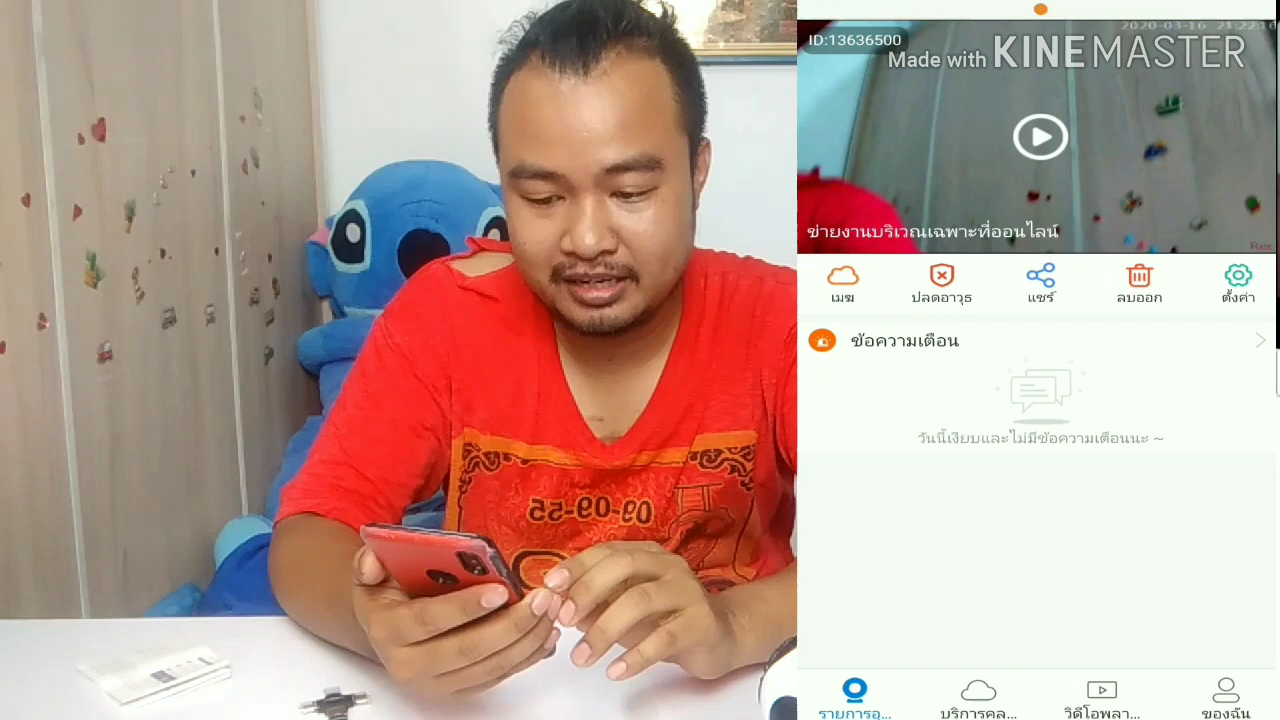 2020-03-16 21:22:16
ID:13636500
Made with KINEMASTER
ข่ายงานบริเวณเฉพาะที่ออนไลน์
เมฆ
ปลดอาวุธ
แชร์
ลบออก
ตั้งค่า
ข้อความเตือน
วันนี้เงียบและไม่มีข้อความเตือนนะ ~
รายการอุ...
บริการคล...
วิดีโอพลา...
ของฉัน
09-09-55